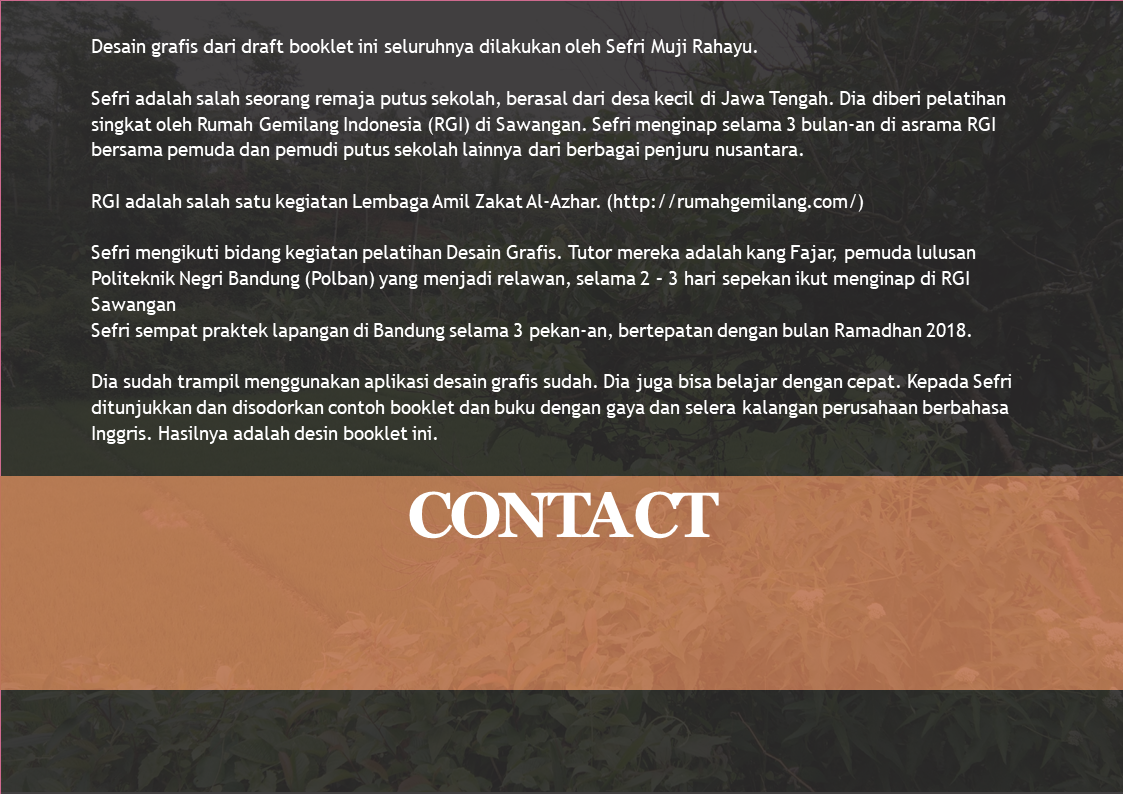 Desain grafis dari draft booklet ini seluruhnya dilakukan oleh Sefri Muji Rahayu.
Sefri adalah salah seorang remaja putus sekolah, berasal dari desa kecil di Jawa Tengah. Dia diberi pelatihan
singkat oleh Rumah Gemilang Indonesia (RGI) di Sawangan. Sefri menginap selama 3 bulan-an di asrama RGI
bersama pemuda dan pemudi putus sekolah lainnya dari berbagai penjuru nusantara.
RGI adalah salah satu kegiatan Lembaga Amil Zakat Al-Azhar. (http://rumahgemilang.com/)
Sefri mengikuti bidang kegiatan pelatihan Desain Grafis. Tutor mereka adalah kang Fajar, pemuda lulusan
Politeknik Negri Bandung (Polban) yang menjadi relawan, selama 2 – 3 hari sepekan ikut menginap di RGI
Sawangan
Sefri sempat praktek lapangan di Bandung selama 3 pekan-an, bertepatan dengan bulan Ramadhan 2018.
Dia sudah trampil menggunakan aplikasi desain grafis sudah. Dia juga bisa belajar dengan cepat. Kepada Sefri
ditunjukkan dan disodorkan contoh booklet dan buku dengan gaya dan selera kalangan perusahaan berbahasa
Inggris. Hasilnya adalah desin booklet ini.
CONTACT